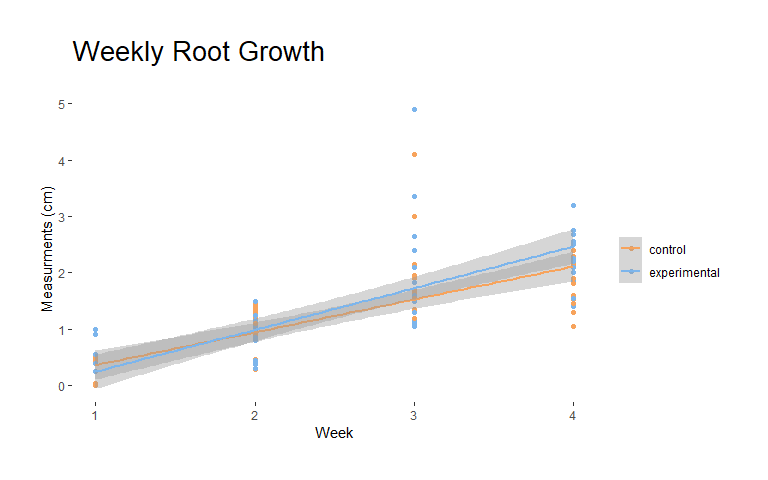 Weekly Root Growth
5
4
3
2
1
0
Measurments (cm)
1 2 3 4
Week
control
experimental